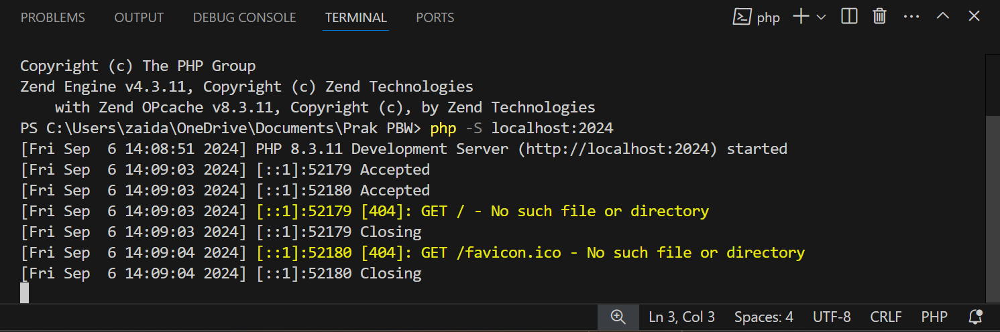 PROBLEMS OUTPUT DEBUG CONSOLE TERMINAL PORTS php
Copyright (c) The PHP Group
Zend Engine v4.3.11, Copyright (c) Zend Technologies
    with Zend OPcache v8.3.11, Copyright (c), by Zend Technologies
PS C:\Users\zaida\OneDrive\Documents\Prak PBW> php -S localhost:2024
[Fri Sep  6 14:08:51 2024] PHP 8.3.11 Development Server (http://localhost:2024) started
[Fri Sep  6 14:09:03 2024] [::1]:52179 Accepted
[Fri Sep  6 14:09:03 2024] [::1]:52180 Accepted
[Fri Sep  6 14:09:03 2024] [::1]:52179 [404]: GET / - No such file or directory
[Fri Sep  6 14:09:03 2024] [::1]:52179 Closing
[Fri Sep  6 14:09:04 2024] [::1]:52180 [404]: GET /favicon.ico - No such file or directory
[Fri Sep  6 14:09:04 2024] [::1]:52180 Closing
Ln 3, Col 3 Spaces: 4 UTF-8 CRLF PHP